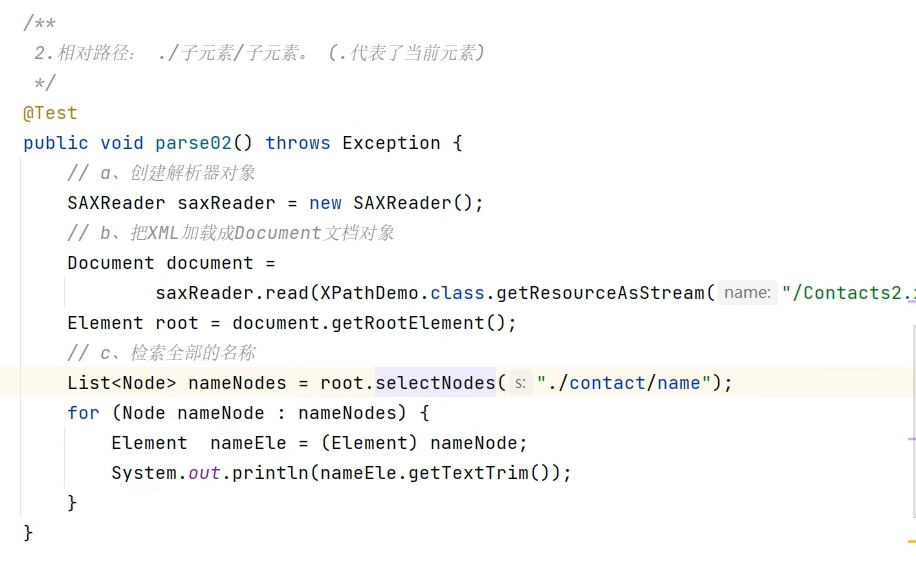 /**
2.相对路径： ./子元素/子元素。 (.代表了当前元素)
*/
@Test
public void parse02() throws Exception {
// a、创建解析器对象
SAXReader saxReader = new SAXReader();
// b、把XML加载成Document文档对象
Document document =
saxReader.read(XPathDemo.class.getResourceAsStream( name: "/Contacts2.
Element root = document.getRootElement();
// c、检索全部的名称
List<Node> nameNodes = root.selectNodes( s: "./contact/name");
for (Node nameNode : nameNodes) {
Element  nameEle = (Element) nameNode;
System.out.println(nameEle.getTextTrim());
}
}